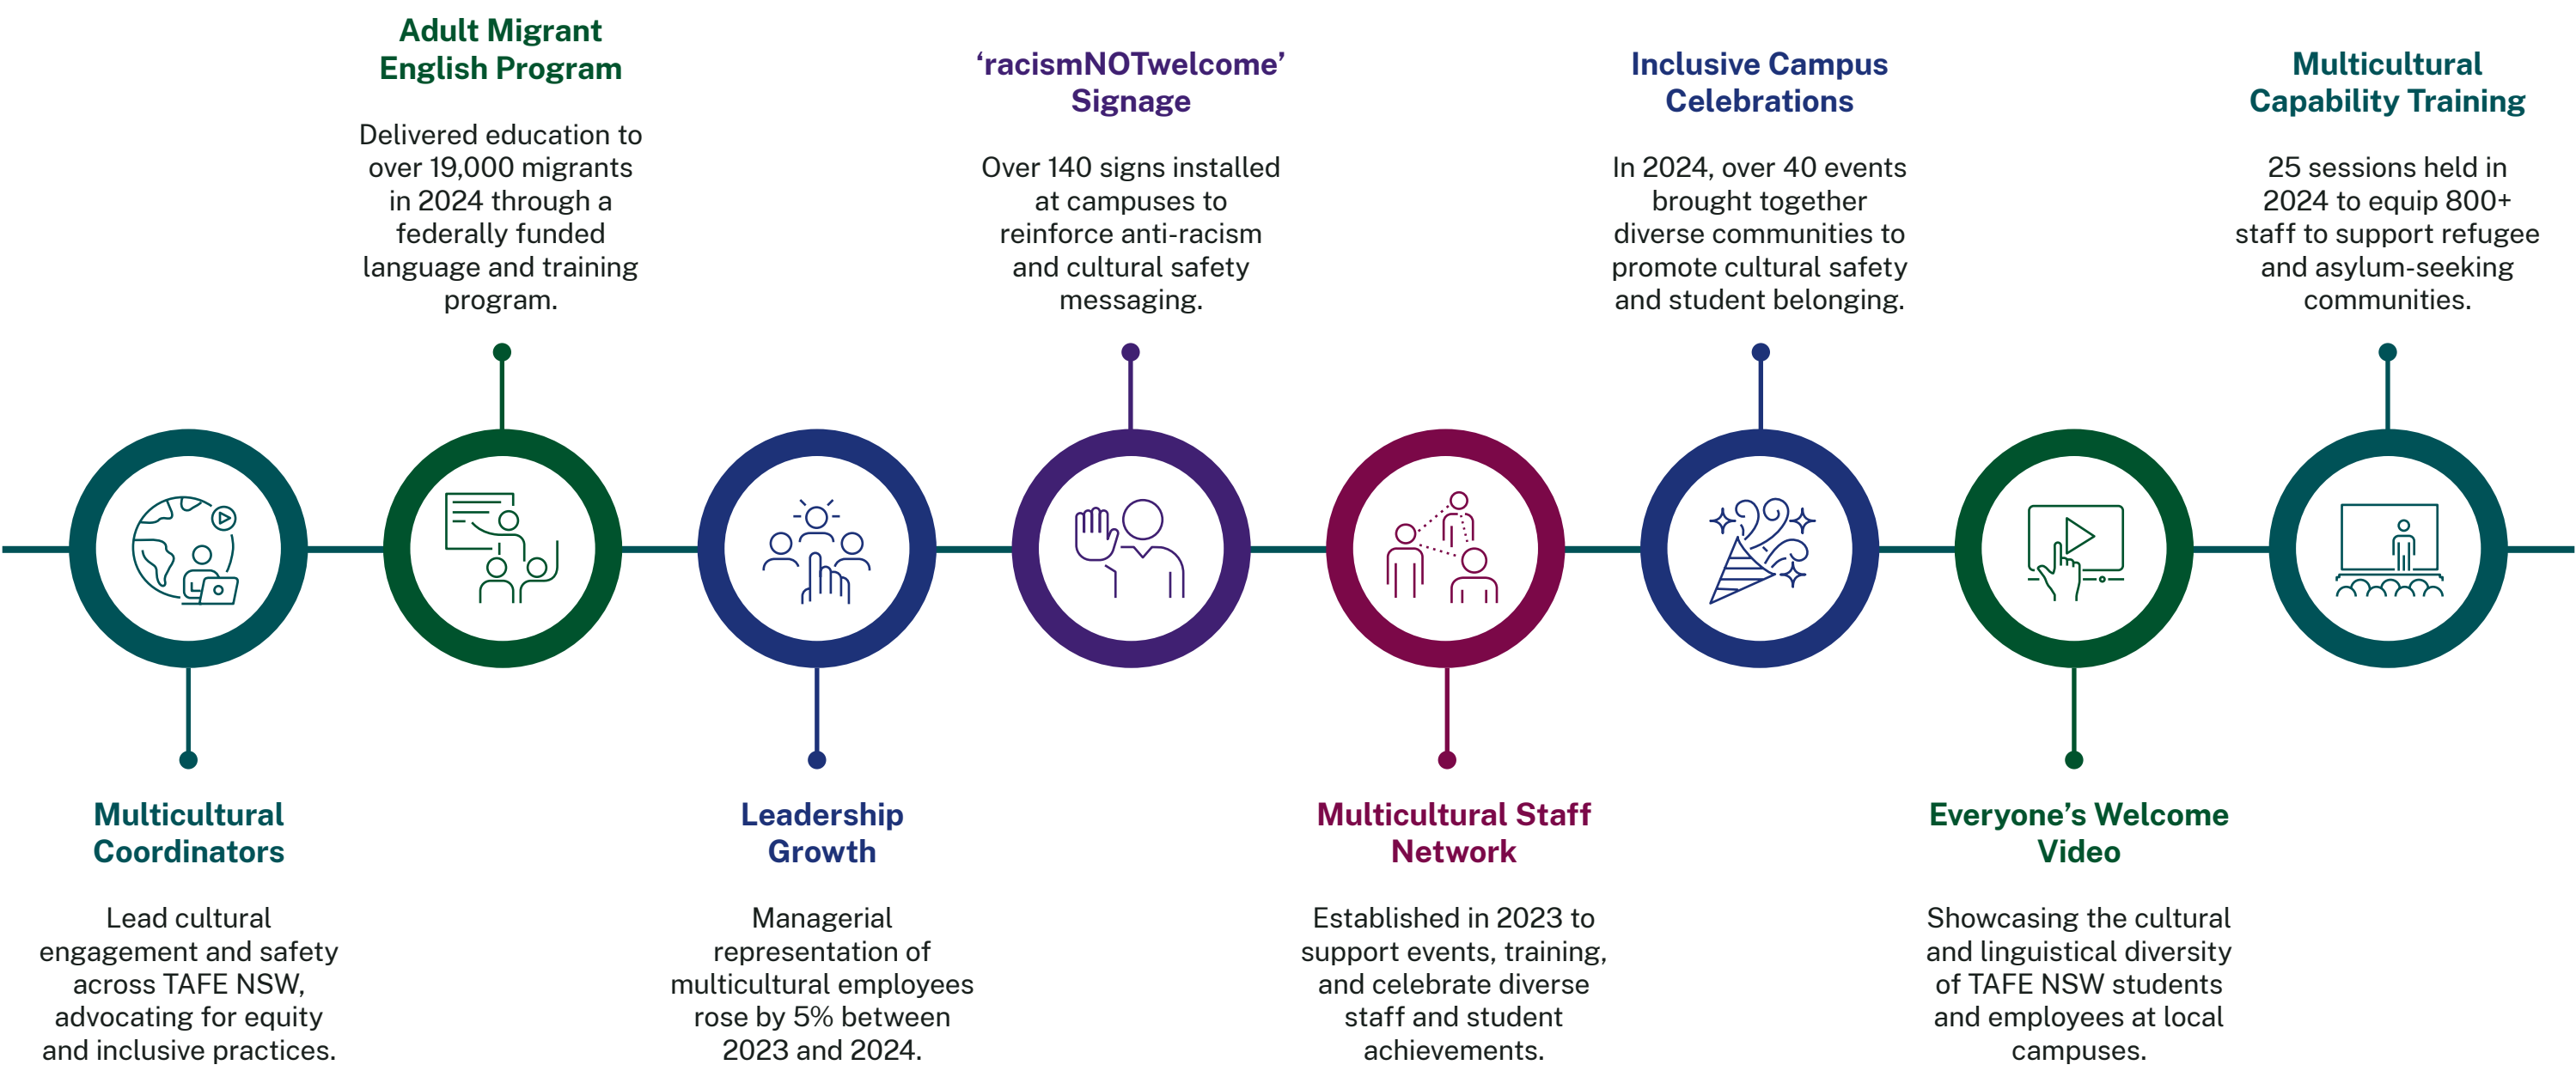 Adult Migrant
English Program
Delivered education to
over 19,000 migrants
in 2024 through a
federally funded
language and training
program.
‘racismNOTwelcome’
Signage
Over 140 signs installed
at campuses to
reinforce anti-racism
and cultural safety
messaging.
Inclusive Campus
Celebrations
In 2024, over 40 events
brought together
diverse communities to
promote cultural safety
and student belonging.
Multicultural
Capability Training
25 sessions held in
2024 to equip 800+
staff to support refugee
and asylum-seeking
communities.
Multicultural
Coordinators
Lead cultural
engagement and safety
across TAFE NSW,
advocating for equity
and inclusive practices.
Leadership
Growth
Managerial
representation of
multicultural employees
rose by 5% between
2023 and 2024.
Multicultural Staff
Network
Established in 2023 to
support events, training,
and celebrate diverse
staff and student
achievements.
Everyone’s Welcome
Video
Showcasing the cultural
and linguistical diversity
of TAFE NSW students
and employees at local
campuses.